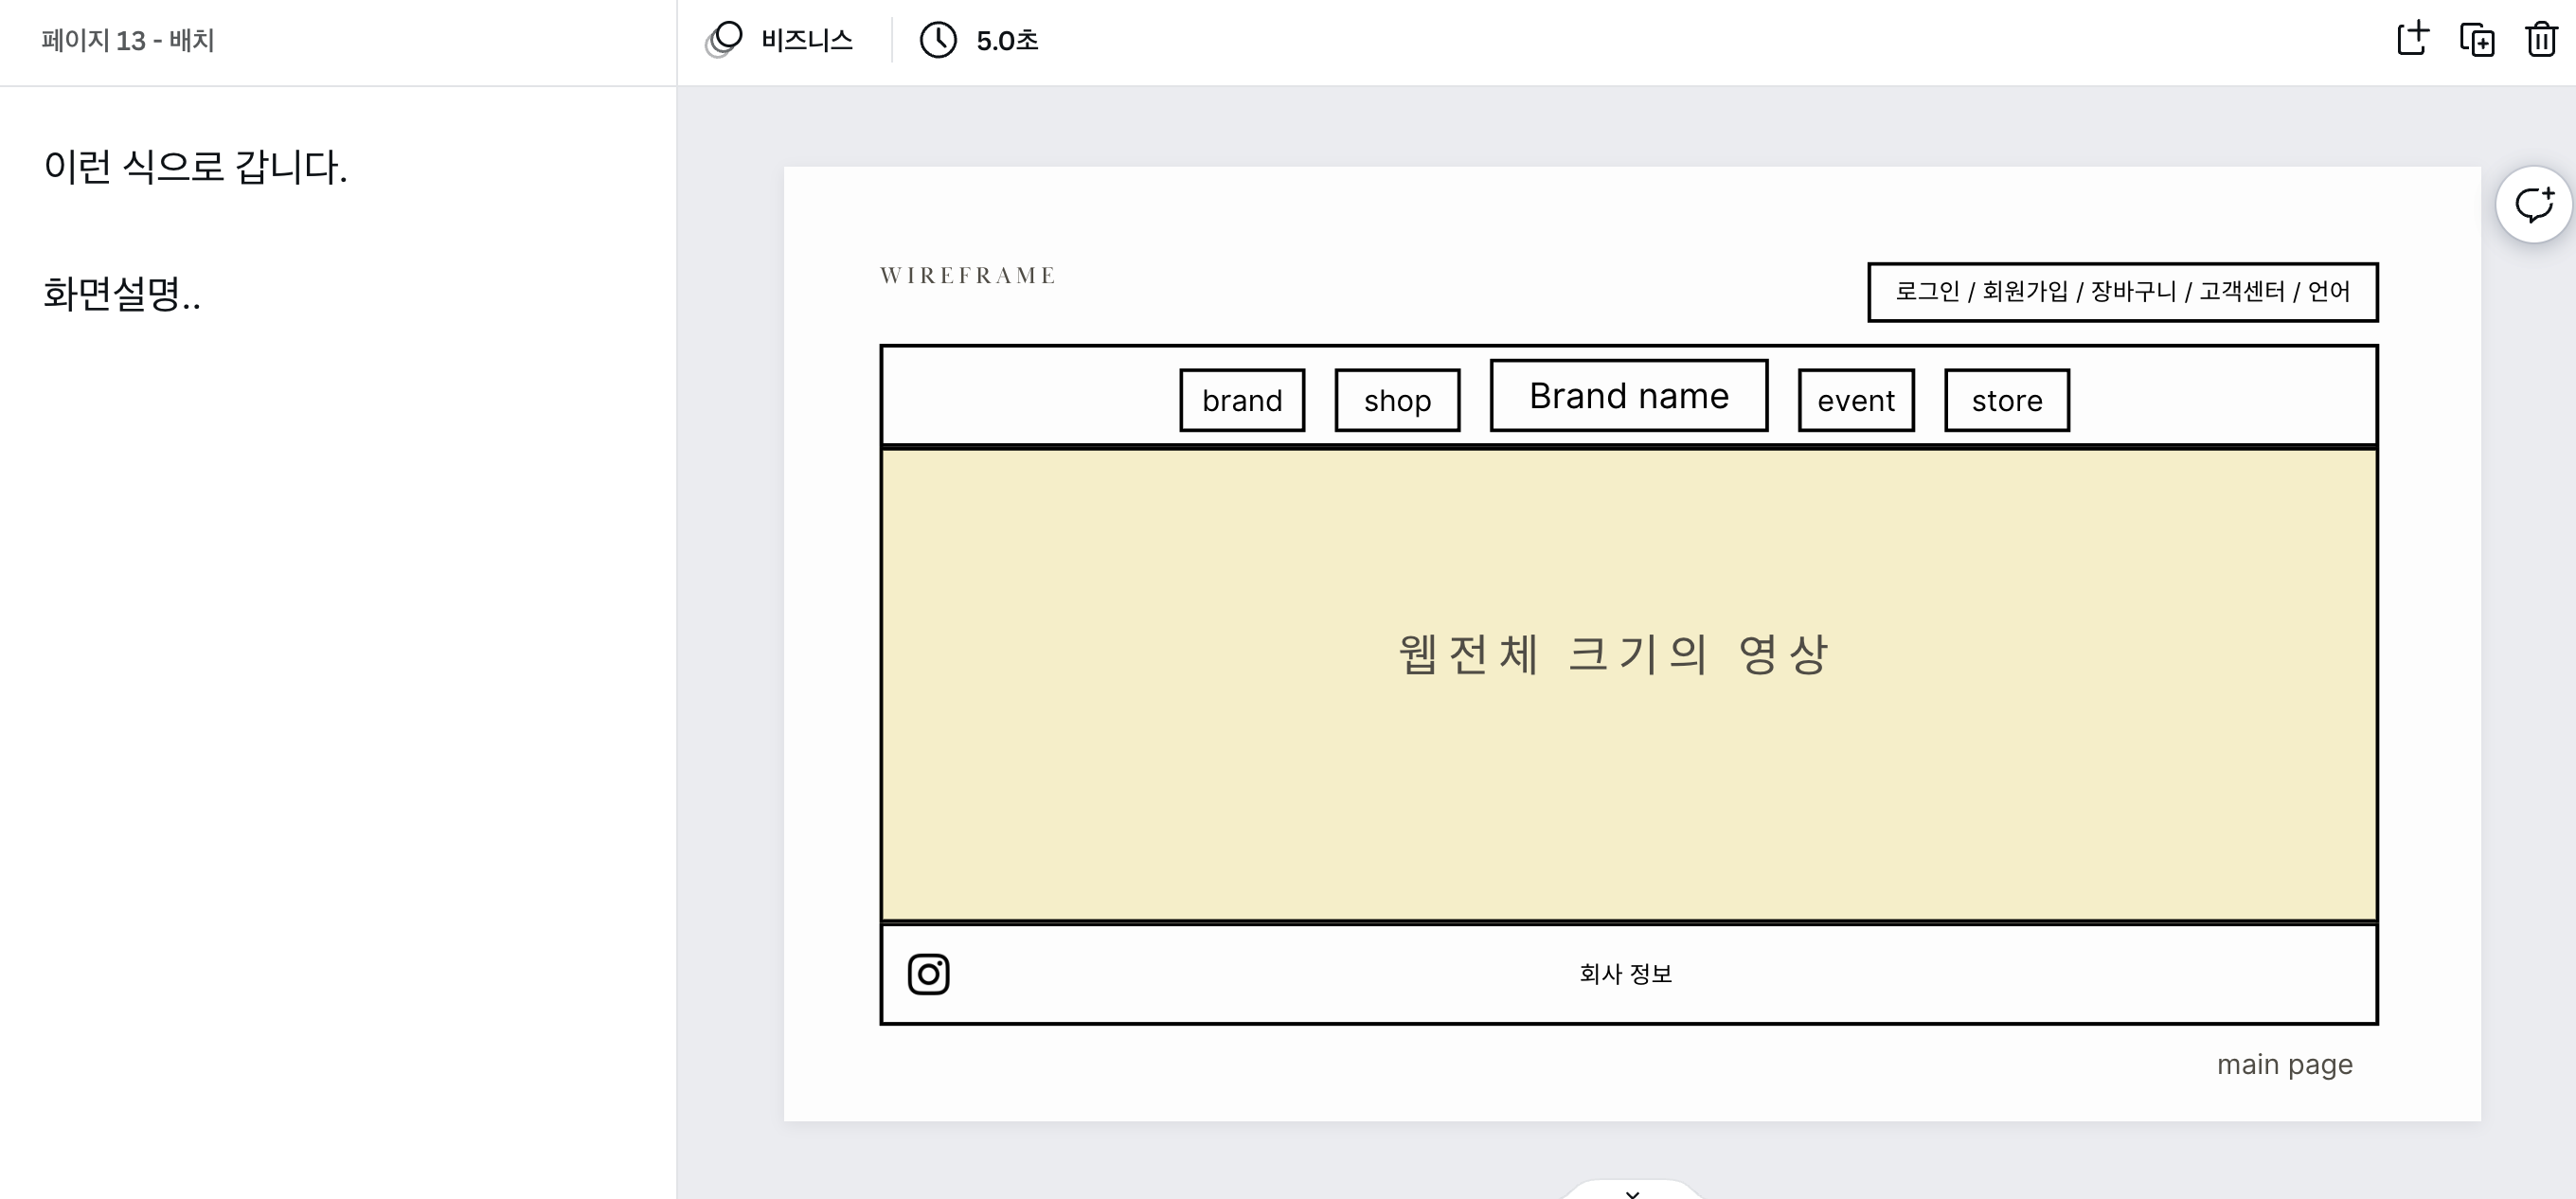 페이지 13 - 배치
비즈니스
5.0초
이런 식으로 갑니다.
화면설명..
WIREFRAME
로그인 / 회원가입 / 장바구니 / 고객센터 / 언어
brand
shop
Brand name
event
store
웹전체 크기의 영상
회사 정보
main page